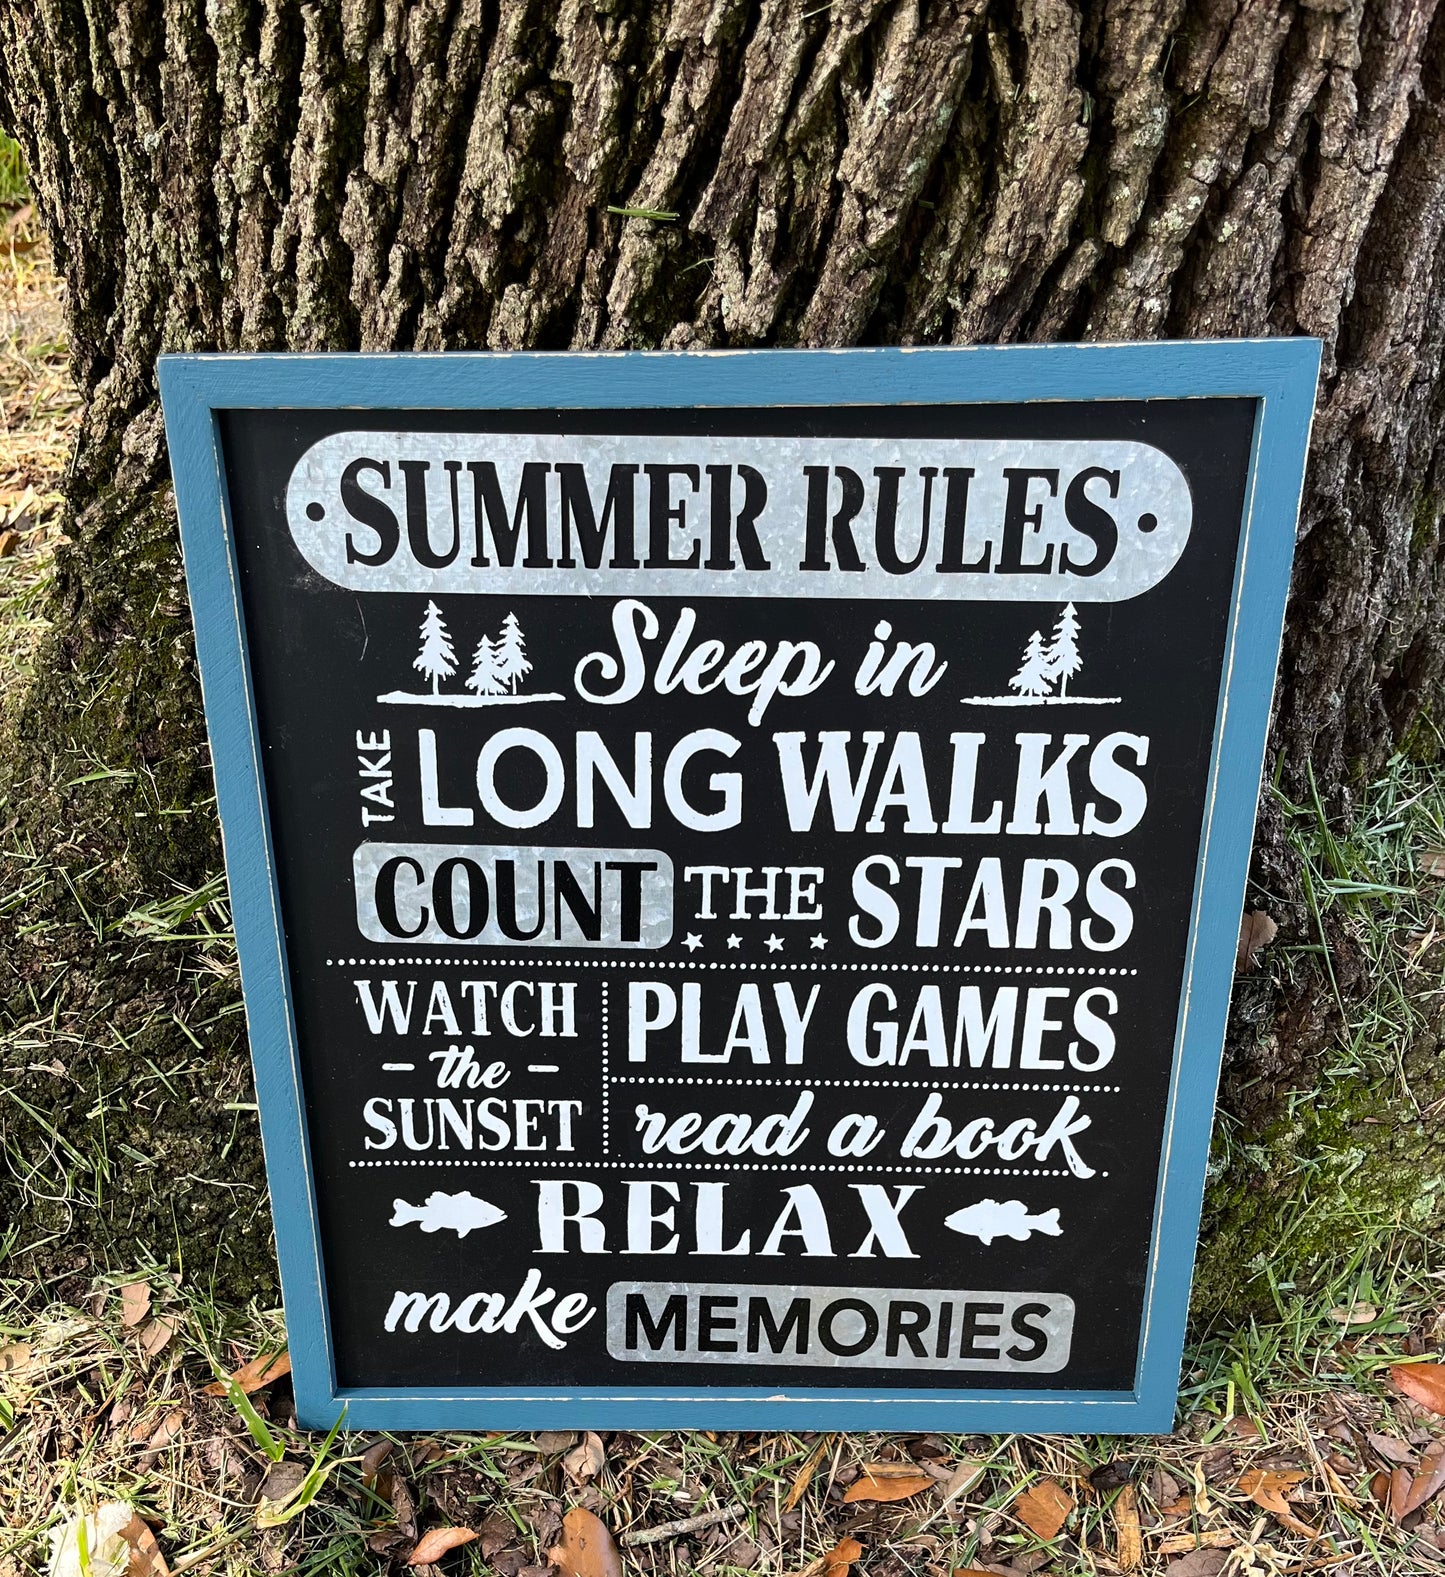 SUMMER RULES
Sleep in
TAKE LONG WALKS
COUNT THE STARS
WATCH
the
SUNSET
PLAY GAMES
read a book
RELAX
make MEMORIES